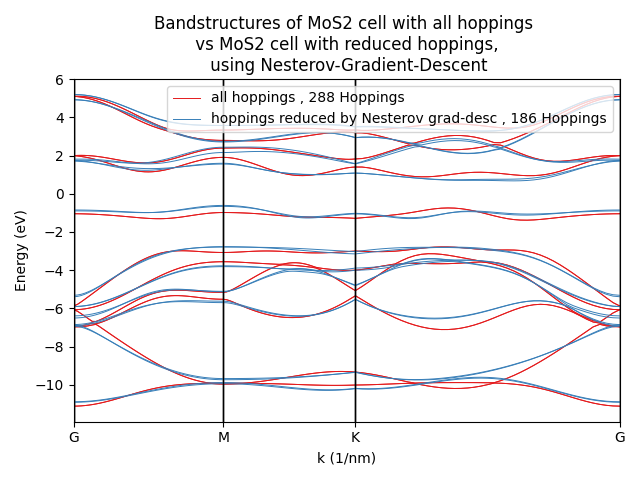 Bandstructures of MoS2 cell with all hoppings
vs MoS2 cell with reduced hoppings,
using Nesterov-Gradient-Descent
all hoppings , 288 Hoppings
hoppings reduced by Nesterov grad-desc , 186 Hoppings
6
4
2
0
−2
−4
−6
−8
−10
Energy (eV)
G M K G
k (1/nm)